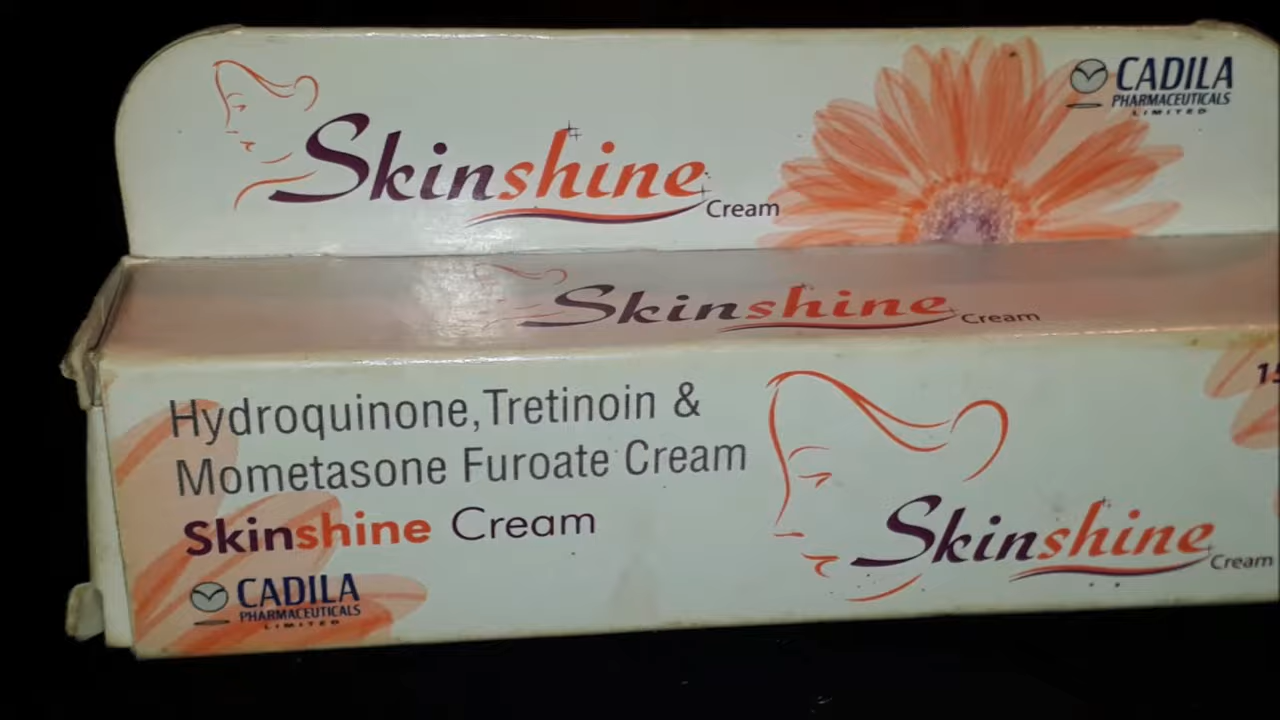 Skinshine
Cream
CADILA
PHARMACEUTICALS
LIMITED
Skinshine
Cream
Hydroquinone, Tretinoin &
Mometasone Furoate Cream
Skinshine Cream
CADILA
PHARMACEUTICALS
LIMITED
Skinshine
Cream